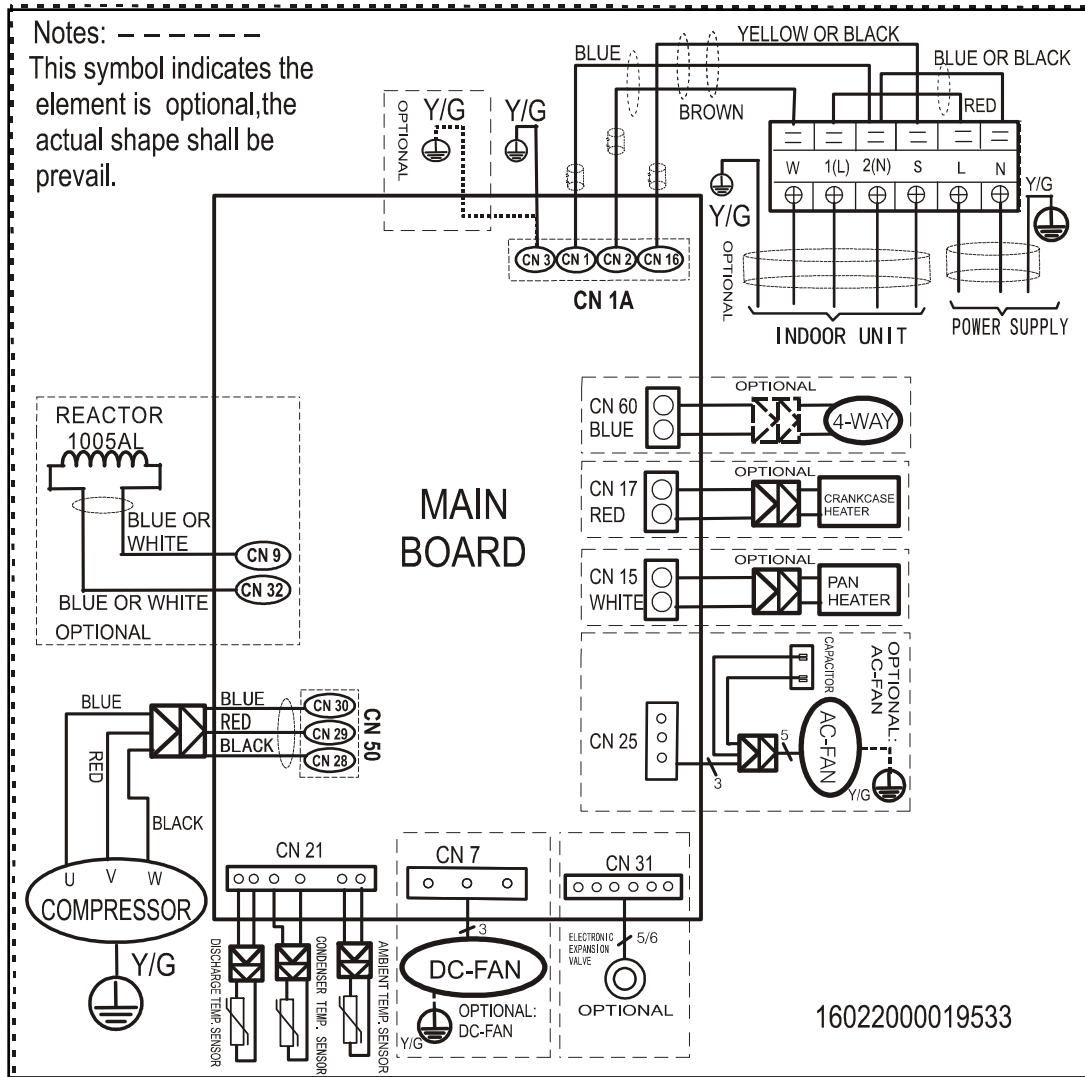 Notes: – – – – – –
This symbol indicates the
element is optional,the
actual shape shall be
prevail.
OPTIONAL
Y/G
Y/G
BLUE
YELLOW OR BLACK
BROWN
BLUE OR BLACK
RED
W 1(L) 2(N) S L N
Y/G
Y/G
OPTIONAL
INDOOR UNIT
POWER SUPPLY
CN 3 CN 1 CN 2 CN 16
CN 1A
REACTOR
1005AL
BLUE OR
WHITE
CN 9
CN 32
BLUE OR WHITE
OPTIONAL
MAIN
BOARD
OPTIONAL
CN 60
BLUE
4-WAY
OPTIONAL
CN 17
RED
CRANKCASE
HEATER
OPTIONAL
CN 15
WHITE
PAN
HEATER
CN 25
3
5
CAPACITOR
AC-FAN
OPTIONAL:
AC-FAN
Y/G
BLUE
RED
BLACK
BLUE
RED
BLACK
CN 30
CN 29
CN 28
CN 50
U V W
COMPRESSOR
Y/G
CN 21
DISCHARGE TEMP. SENSOR
CONDENSER TEMP. SENSOR
AMBIENT TEMP. SENSOR
CN 7
3
DC-FAN
OPTIONAL:
DC-FAN
Y/G
CN 31
ELECTRONIC
EXPANSION
VALVE
5/6
OPTIONAL
16022000019533